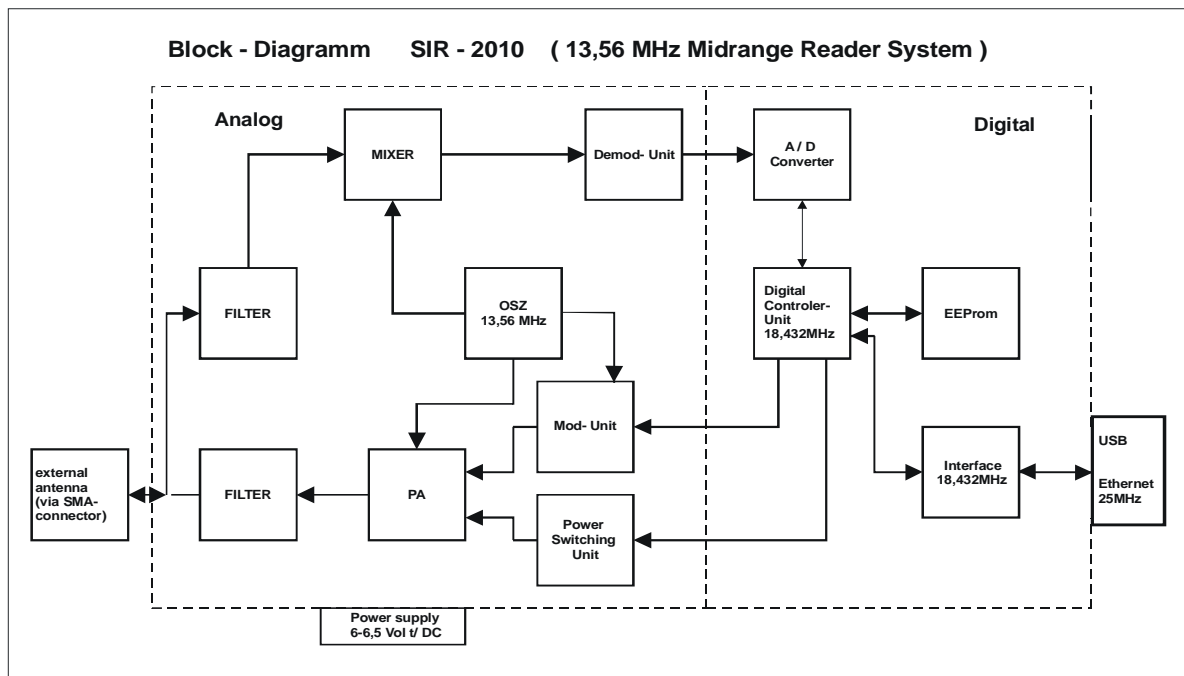 Block - Diagramm SIR - 2010 ( 13,56 MHz Midrange Reader System )
Analog
Digital
MIXER
Demod- Unit
A / D
Converter
FILTER
OSZ
13,56 MHz
Digital
Controler-
Unit
18,432MHz
EEProm
Mod- Unit
external
antenna
(via SMA-
connector)
FILTER
PA
Power
Switching
Unit
Interface
18,432MHz
USB
Ethernet
25MHz
Power supply
6-6,5 Vol t/ DC